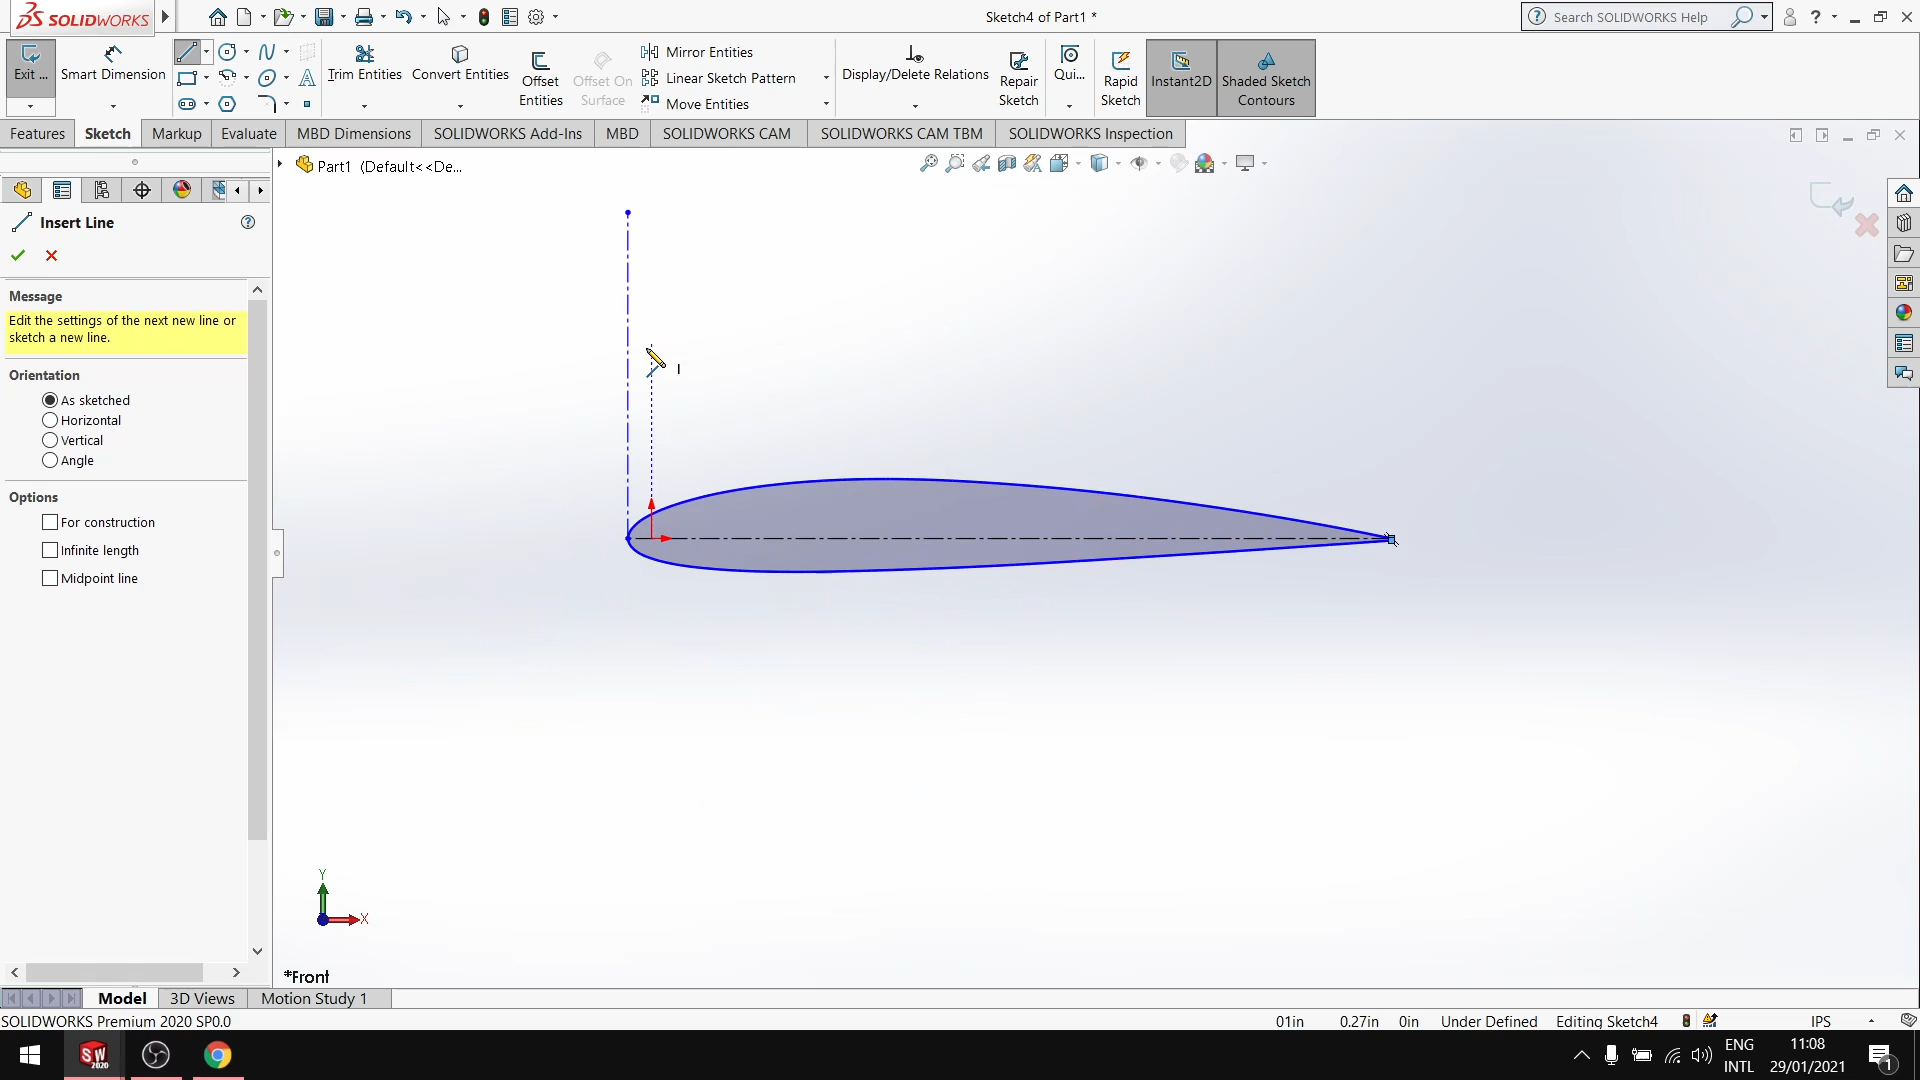 SOLIDWORKS
Sketch4 of Part1 *
Search SOLIDWORKS Help
Exit ...
Smart Dimension
Trim Entities
Convert Entities
Offset Entities
Offset On Surface
Mirror Entities
Linear Sketch Pattern
Move Entities
Display/Delete Relations
Repair Sketch
Qui...
Rapid Sketch
Instant2D
Shaded Sketch Contours
Features
Sketch
Markup
Evaluate
MBD Dimensions
SOLIDWORKS Add-Ins
MBD
SOLIDWORKS CAM
SOLIDWORKS CAM TBM
SOLIDWORKS Inspection
Part1 (Default<<De...
Insert Line
Message
Edit the settings of the next new line or
sketch a new line.
Orientation
As sketched
Horizontal
Vertical
Angle
Options
For construction
Infinite length
Midpoint line
Y
X
*Front
Model
3D Views
Motion Study 1
SOLIDWORKS Premium 2020 SP0.0
01in
0.27in
0in
Under Defined
Editing Sketch4
IPS
SW
2020
ENG
INTL
11:08
29/01/2021
1